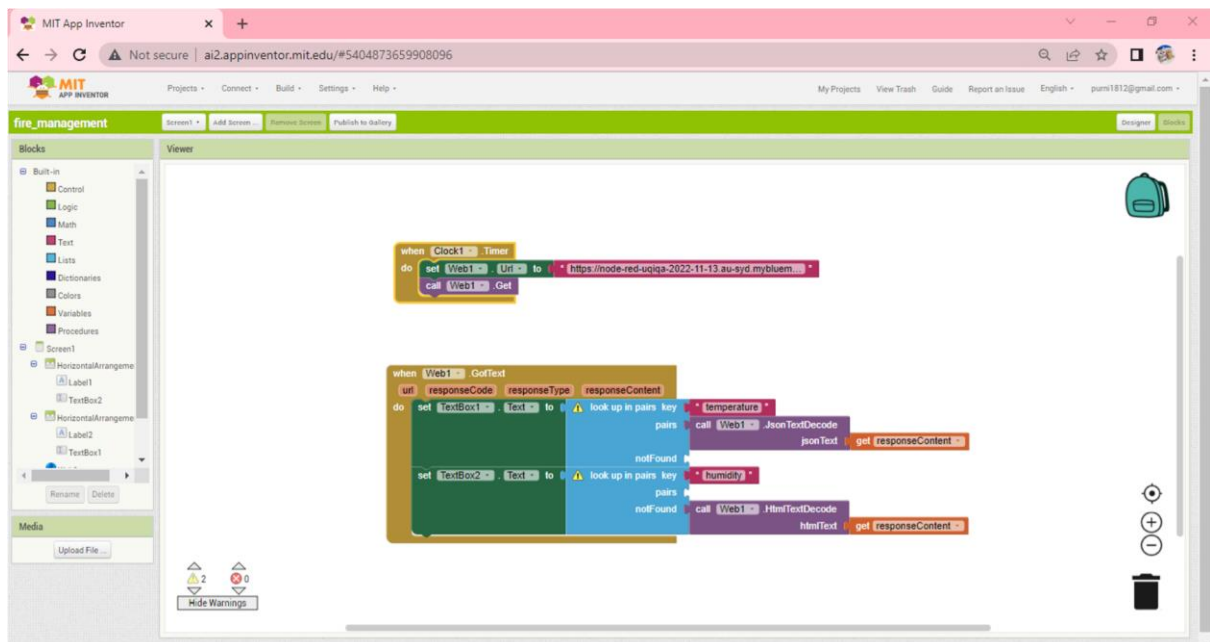 MIT App Inventor
Not secure | ai2.appinventor.mit.edu/#5404873659908096
MIT
APP INVENTOR
Projects Connect Build Settings Help
My Projects View Trash Guide Report an Issue English purni1812@gmail.com
fire_management
Screen1 Add Screen ... Remove Screen Publish to Gallery
Designer Blocks
Blocks
Viewer
Built-in
Control
Logic
Math
Text
Lists
Dictionaries
Colors
Variables
Procedures
Screen1
HorizontalArrangeme
Label1
TextBox2
HorizontalArrangeme
Label2
TextBox1
Rename Delete
Media
Upload File ...
when Clock1 .Timer
do set Web1 . Url to " https://node-red-uqiqa-2022-11-13.au-syd.mybluem... "
call Web1 .Get
when Web1 .GotText
url responseCode responseType responseContent
do set TextBox1 . Text to look up in pairs key " temperature "
pairs call Web1 .JsonTextDecode
jsonText get responseContent
notFound
set TextBox2 . Text to look up in pairs key " humidity "
pairs
notFound call Web1 .HtmlTextDecode
htmlText get responseContent
2 0
Hide Warnings